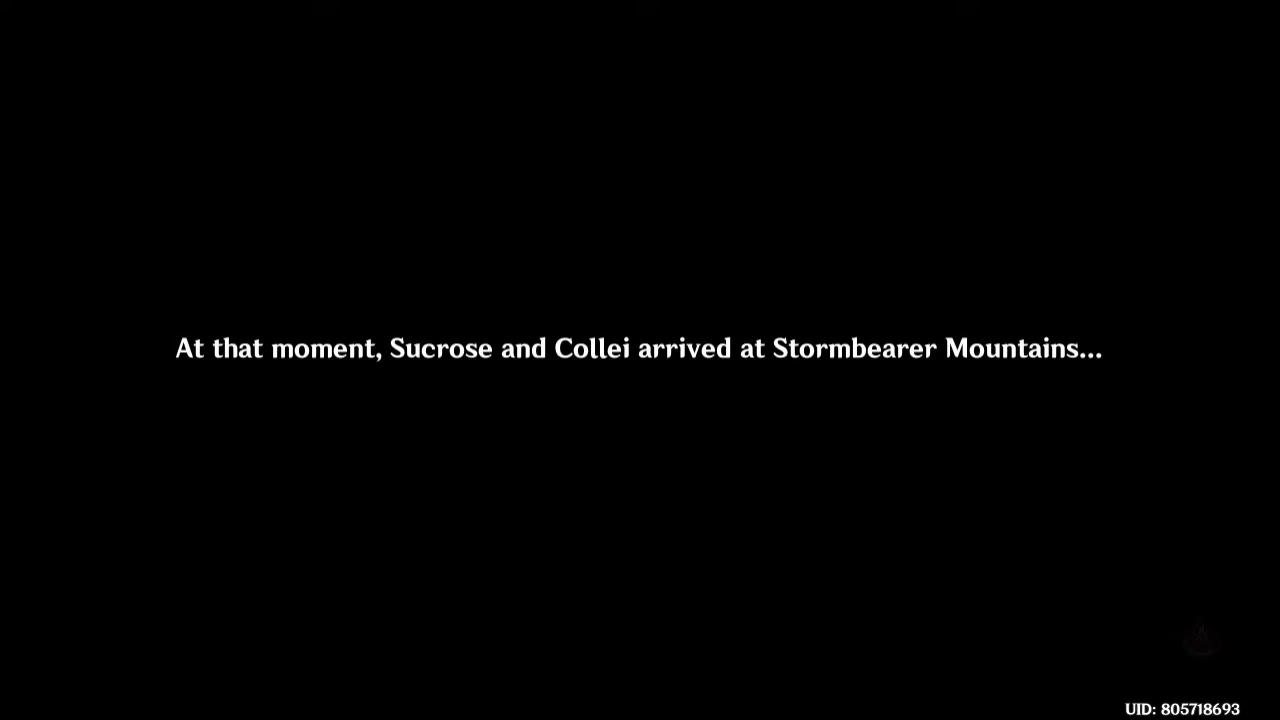 At that moment, Sucrose and Collei arrived at Stormbearer Mountains...
UID: 805718693